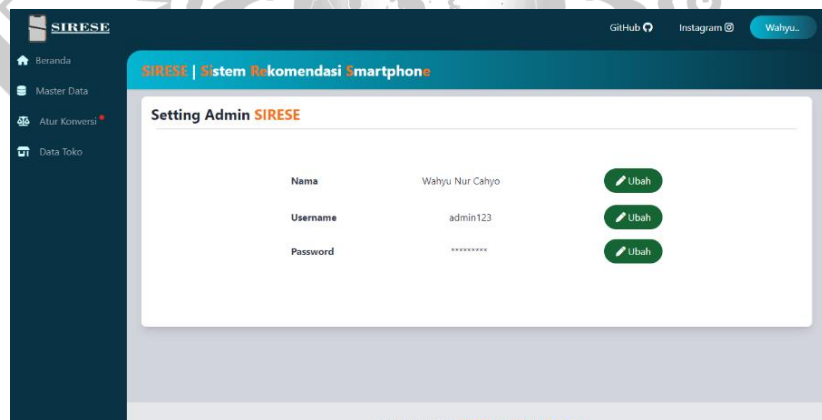 SIRESE
GitHub Instagram Wahyu..
Beranda
Master Data
Atur Konversi
Data Toko
SIRESE | Sistem Rekomendasi Smartphone
Setting Admin SIRESE
Nama Wahyu Nur Cahyo Ubah
Username admin123 Ubah
Password ********* Ubah